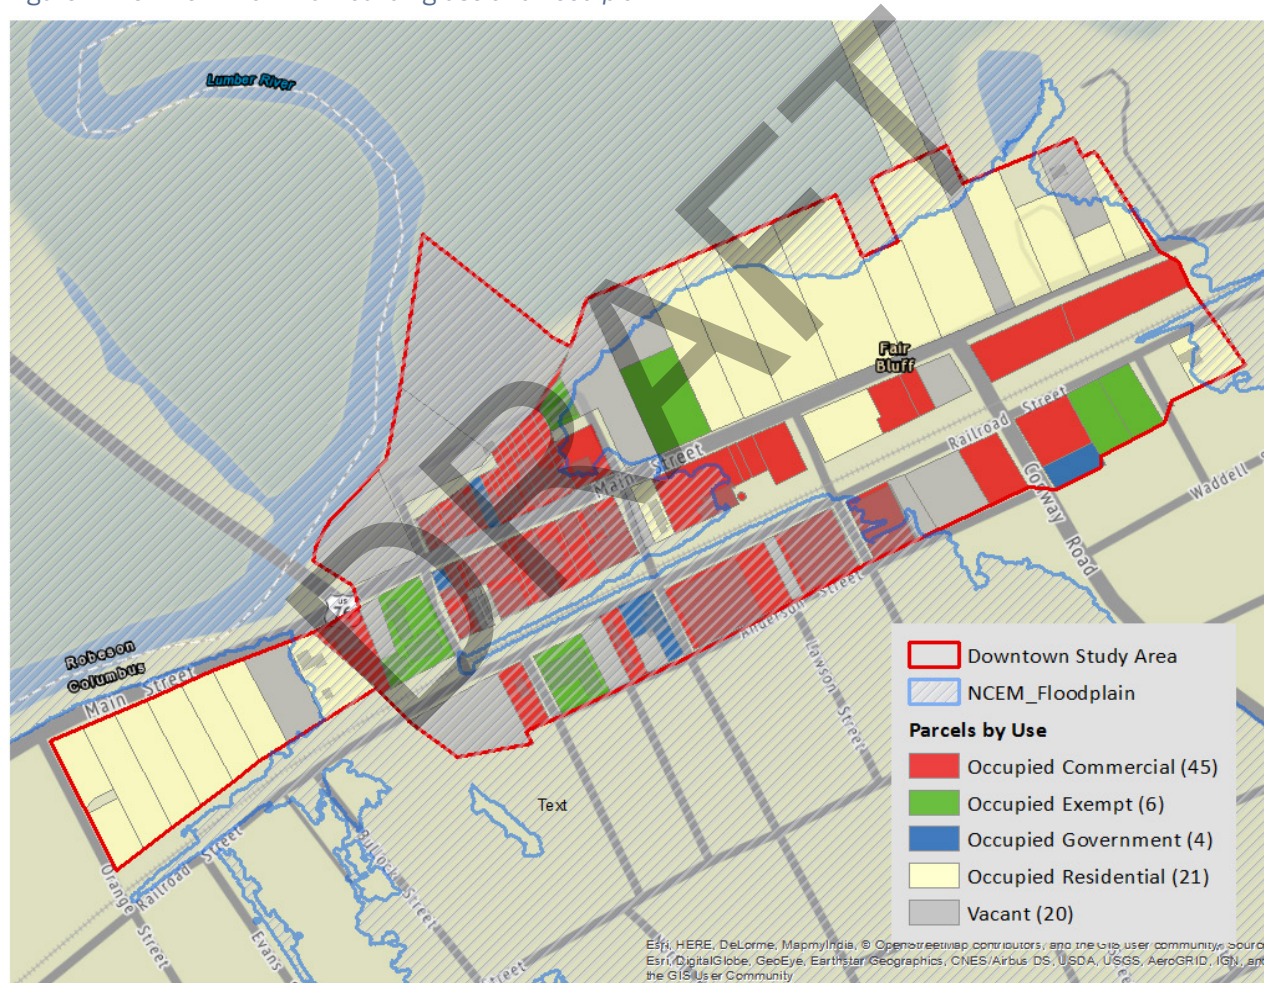 Lumber River
Fair
Bluff
Main Street
Railroad Street
Conway Road
Waddell
Anderson Street
Lawson Street
US
76
Robeson
Columbus
Main Street
Text
Railroad Street
Orange Street
Bullock Street
Evans
Street
DRAFT
Downtown Study Area
NCEM_Floodplain
Parcels by Use
Occupied Commercial (45)
Occupied Exempt (6)
Occupied Government (4)
Occupied Residential (21)
Vacant (20)
Esri, HERE, DeLorme, MapmyIndia, © OpenStreetMap contributors, and the GIS user community, Source:
Esri, DigitalGlobe, GeoEye, Earthstar Geographics, CNES/Airbus DS, USDA, USGS, AeroGRID, IGN, and
the GIS User Community